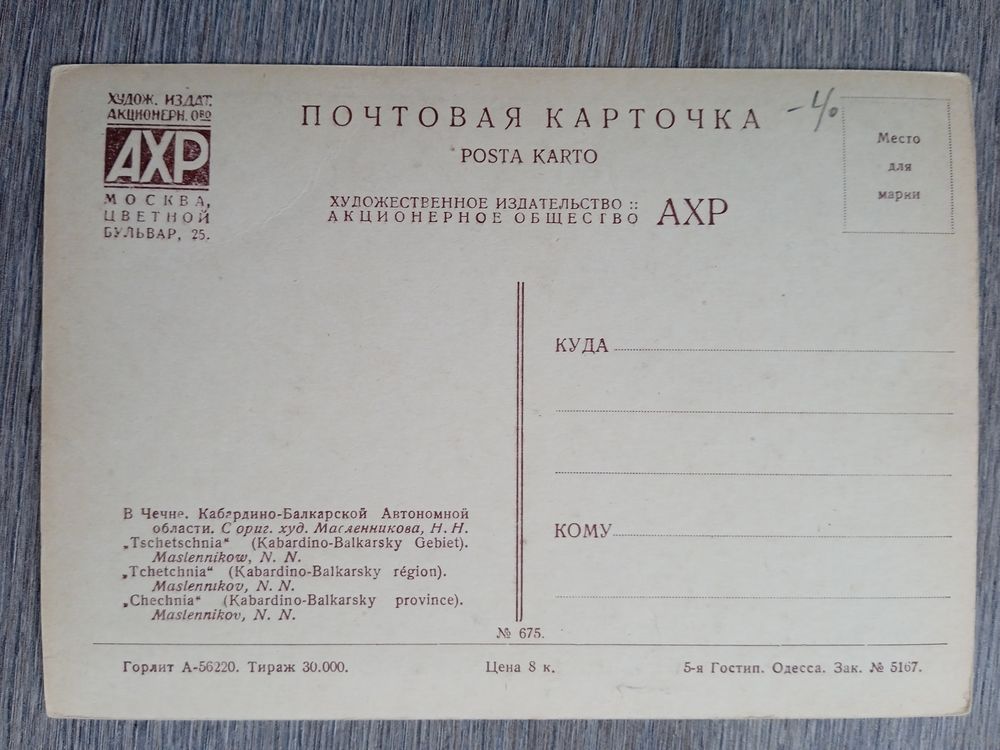 ХУДОЖ. ИЗДАТ.
АКЦИОНЕРН. ОВО
АХР
МОСКВА,
ЦВЕТНОЙ
БУЛЬВАР, 25.
ПОЧТОВАЯ КАРТОЧКА
POSTA KARTO
ХУДОЖЕСТВЕННОЕ ИЗДАТЕЛЬСТВО ::
АКЦИОНЕРНОЕ ОБЩЕСТВО АХР
Место
для
марки
КУДА
КОМУ
В Чечне. Кабардино-Балкарской Автономной
области. С ориг. худ. Масленникова, Н. Н.
„Tschetschnia“ (Kabardino-Balkarsky Gebiet).
Maslennikow, N. N.
„Tchetchnia“ (Kabardino-Balkarsky région).
Maslennikov, N. N.
„Chechnia“ (Kabardino-Balkarsky province).
Maslennikov, N. N.
№ 675.
Горлит А-56220. Тираж 30.000. Цена 8 к. 5-я Гостип. Одесса. Зак. № 5167.